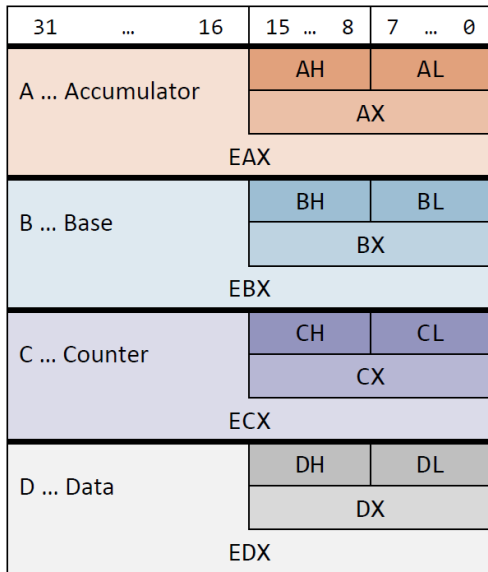 31 … 16 15 … 8 7 … 0
AH AL
A … Accumulator
AX
EAX
BH BL
B … Base
BX
EBX
CH CL
C … Counter
CX
ECX
DH DL
D … Data
DX
EDX